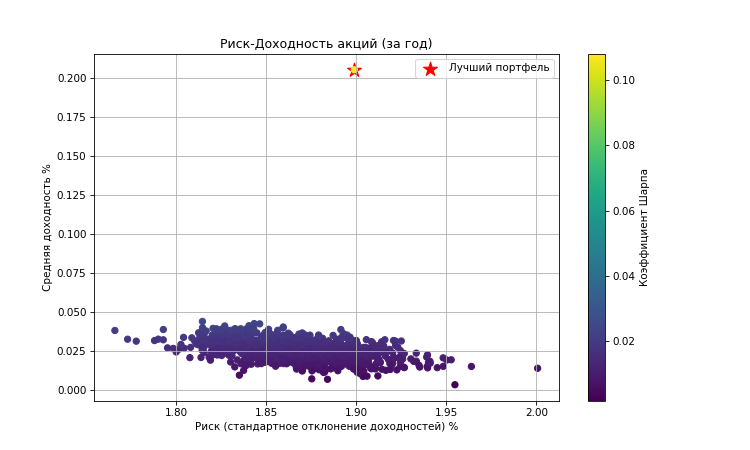 Риск-Доходность акций (за год)
Лучший портфель
0.200
0.175
0.150
0.125
0.100
0.075
0.050
0.025
0.000
Средняя доходность %
1.80 1.85 1.90 1.95 2.00
Риск (стандартное отклонение доходностей) %
0.10
0.08
0.06
0.04
0.02
Коэффициент Шарпа